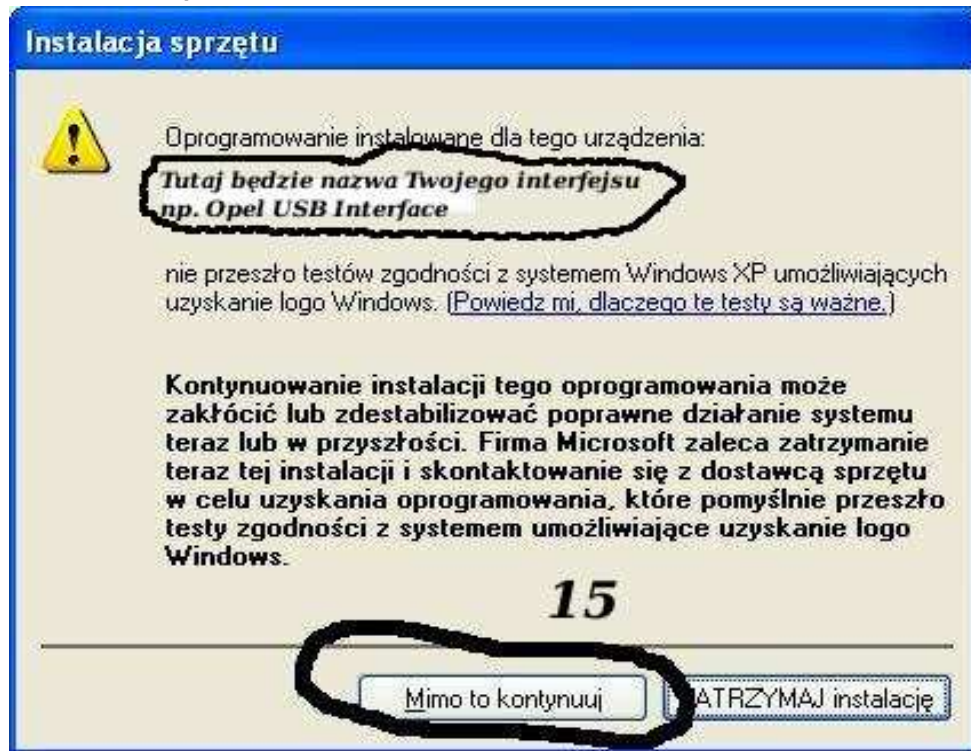 Instalacja sprzętu
Oprogramowanie instalowane dla tego urządzenia:
Tutaj będzie nazwa Twojego interfejsu
np. Opel USB Interface
nie przeszło testów zgodności z systemem Windows XP umożliwiających
uzyskanie logo Windows. (Powiedz mi, dlaczego te testy są ważne.)
Kontynuowanie instalacji tego oprogramowania może
zakłócić lub zdestabilizować poprawne działanie systemu
teraz lub w przyszłości. Firma Microsoft zaleca zatrzymanie
teraz tej instalacji i skontaktowanie się z dostawcą sprzętu
w celu uzyskania oprogramowania, które pomyślnie przeszło
testy zgodności z systemem umożliwiające uzyskanie logo
Windows.
15
Mimo to kontynuuj ZATRZYMAJ instalację